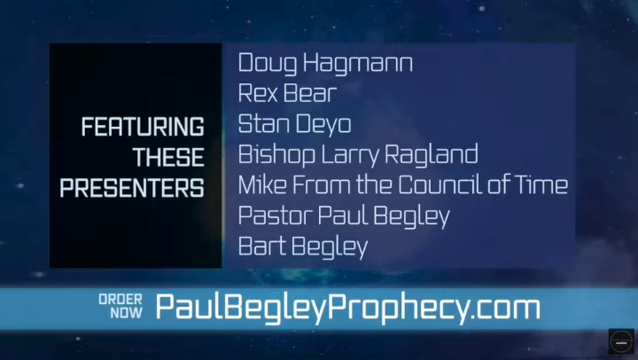 FEATURING
THESE
PRESENTERS
Doug Hagmann
Rex Bear
Stan Deyo
Bishop Larry Ragland
Mike From the Council of Time
Pastor Paul Begley
Bart Begley
ORDER
NOW
PaulBegleyProphecy.com